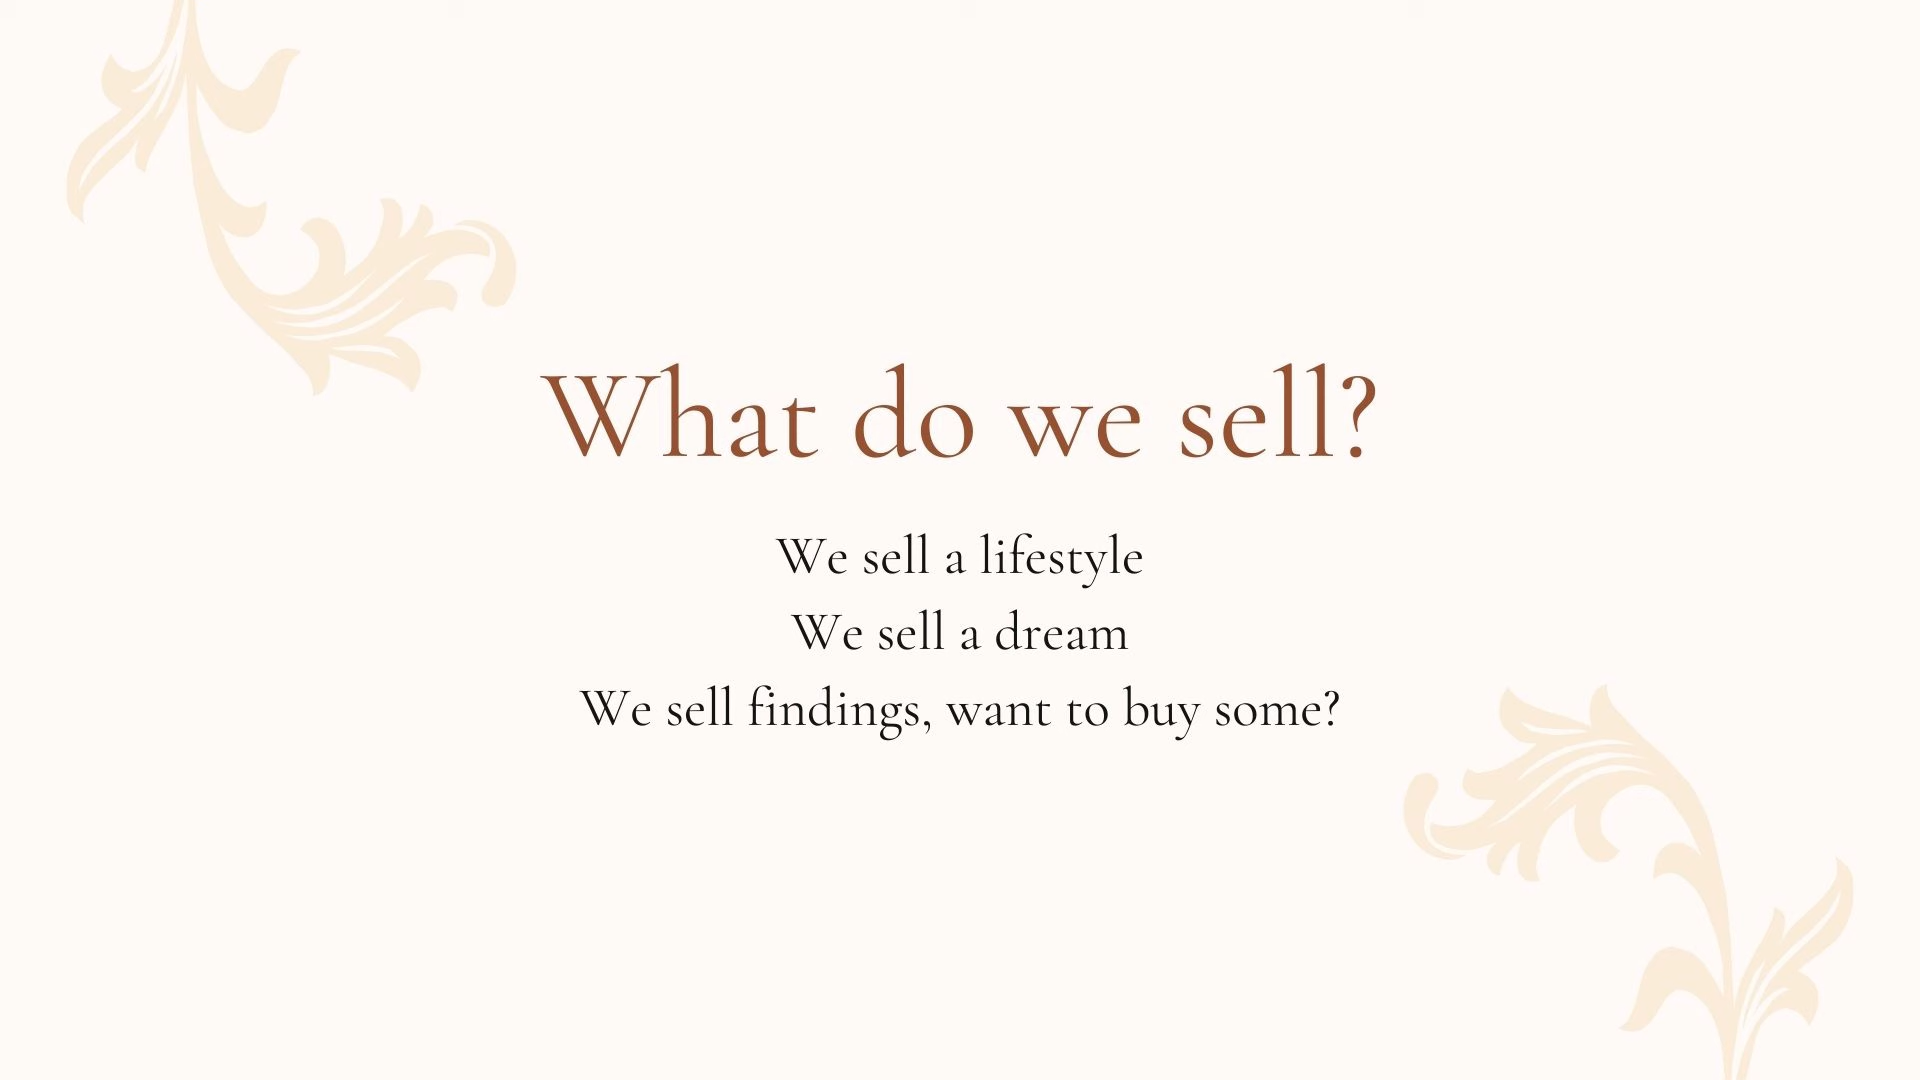 What do we sell?
We sell a lifestyle
We sell a dream
We sell findings, want to buy some?